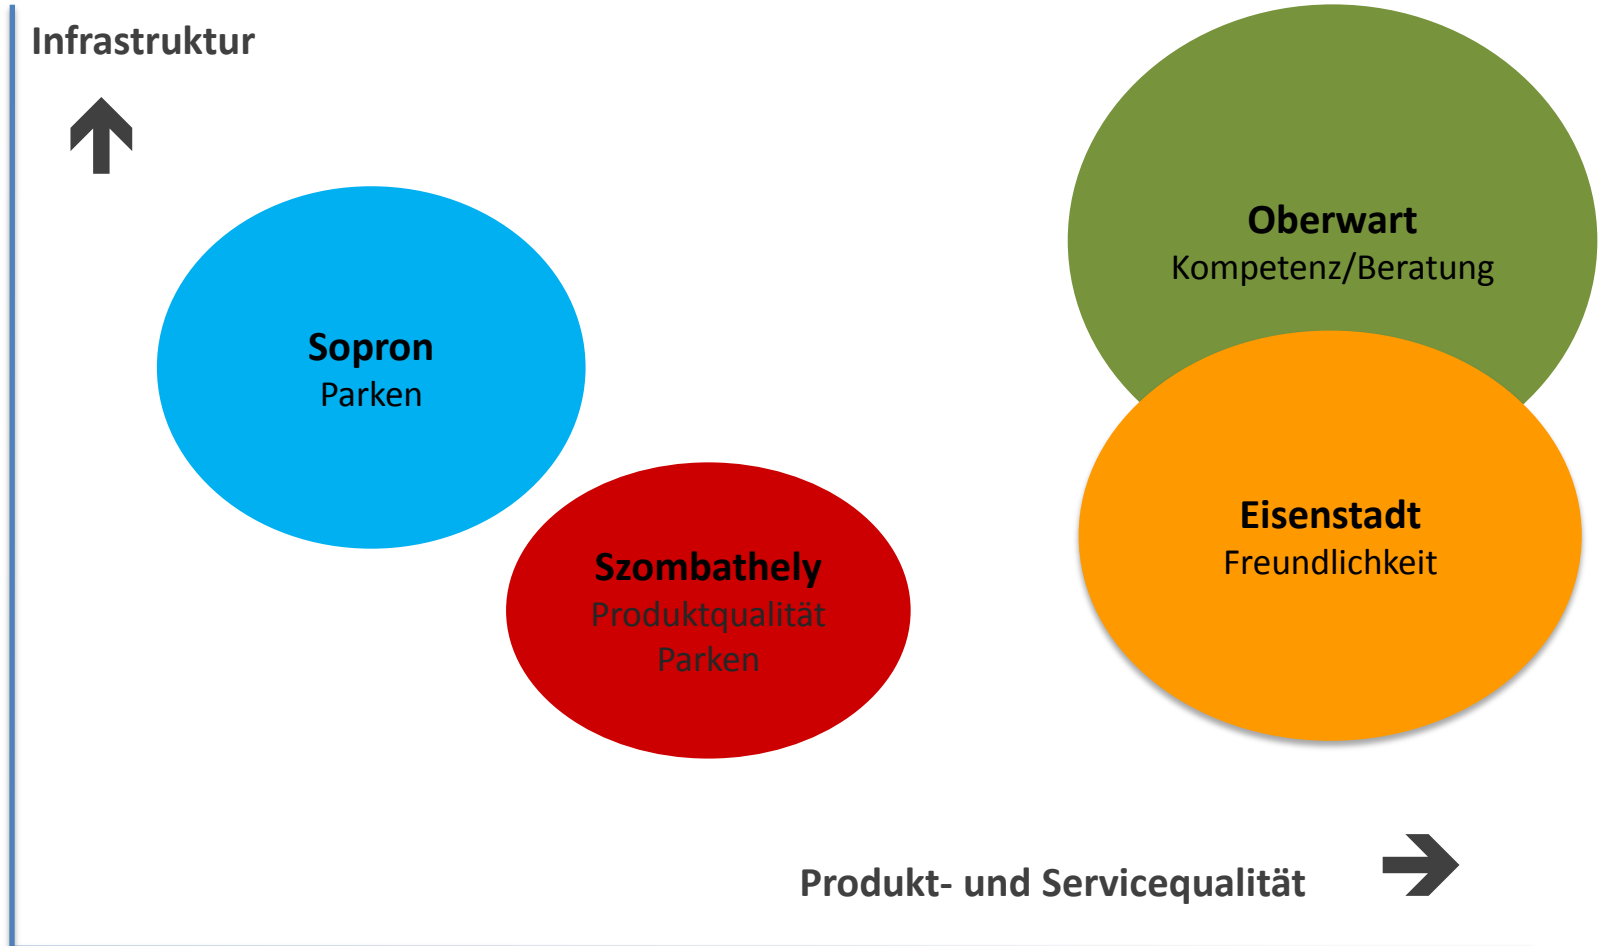 Infrastruktur
Oberwart
Kompetenz/Beratung
Sopron
Parken
Eisenstadt
Freundlichkeit
Szombathely
Produktqualität
Parken
Produkt- und Servicequalität